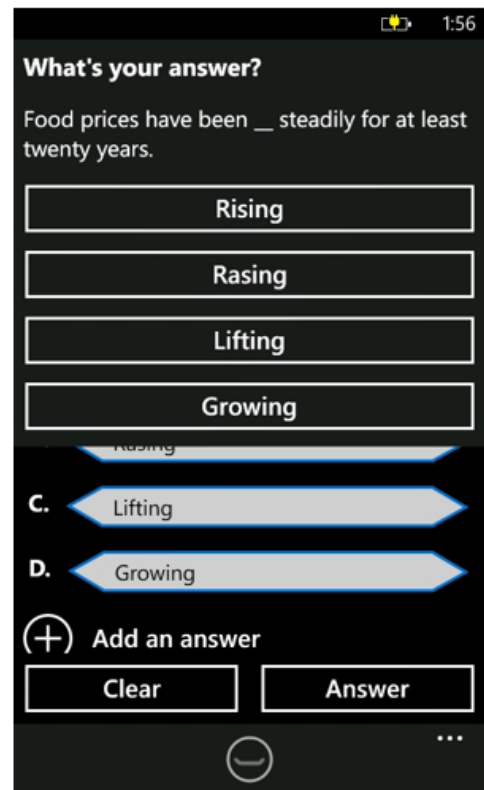 1:56
What's your answer?
Food prices have been __ steadily for at least
twenty years.
Rising
Rasing
Lifting
Growing
Rasing
C. Lifting
D. Growing
Add an answer
Clear Answer